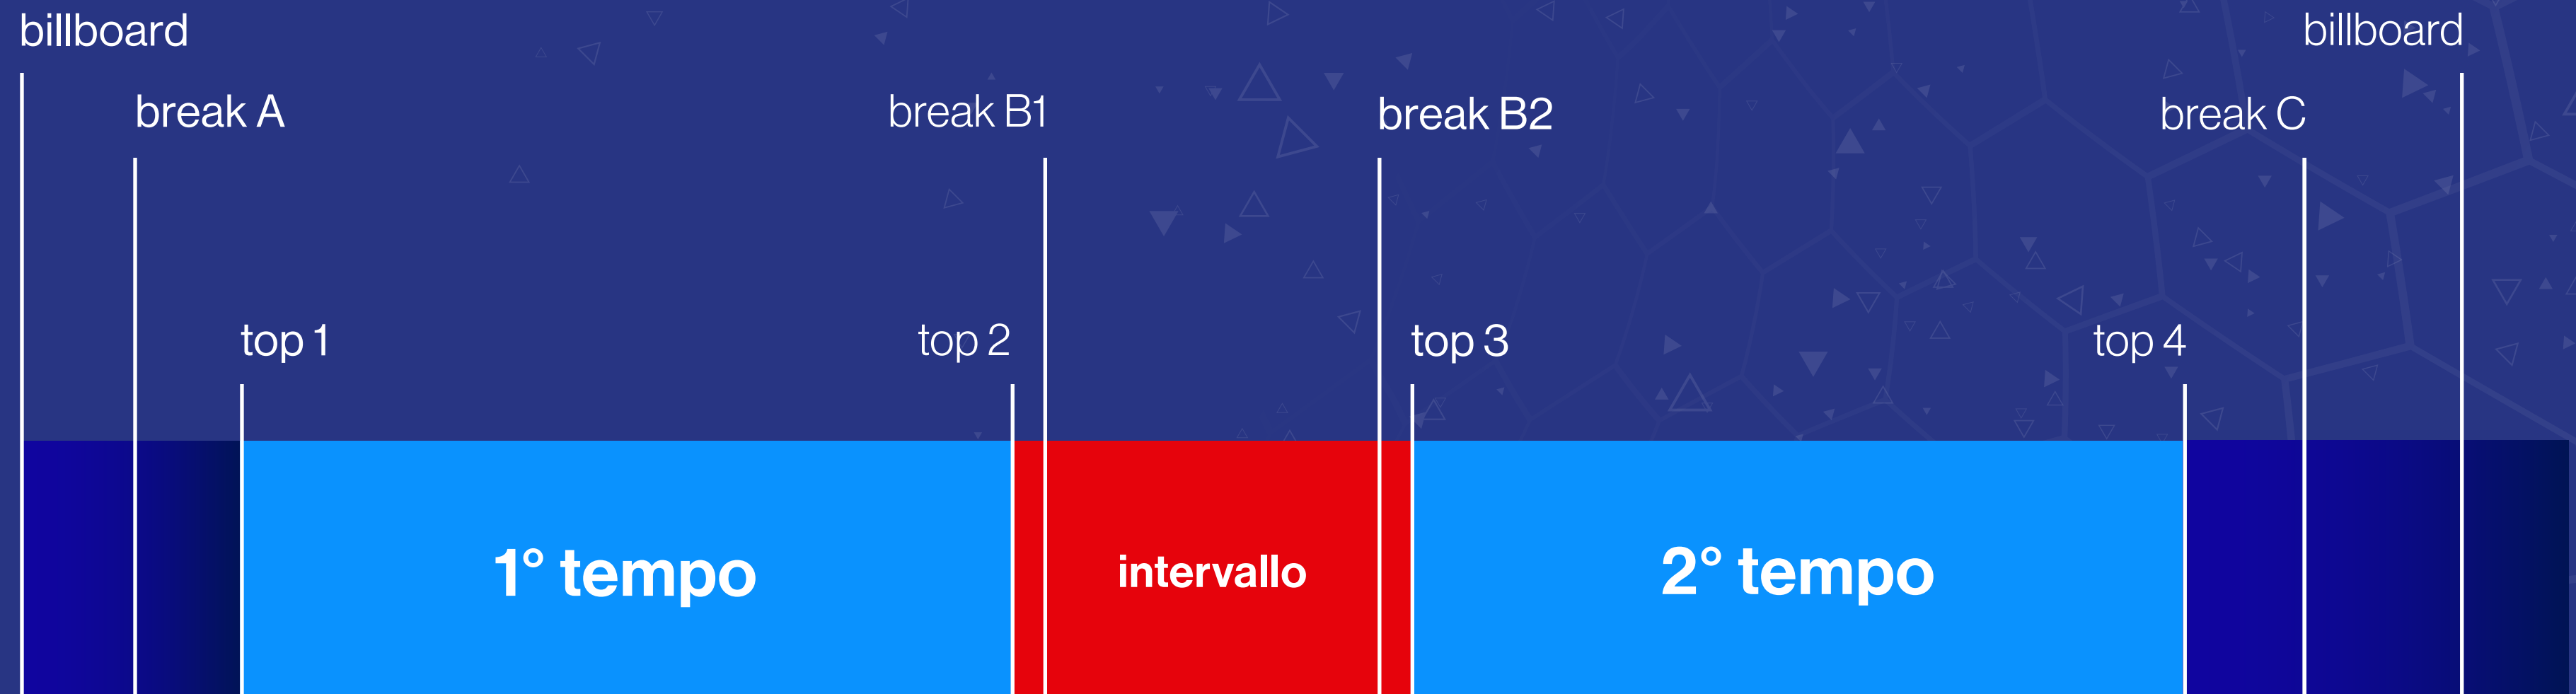 billboard
billboard
break A
break B1
break B2
break C
top 1
top 2
top 3
top 4
1° tempo
intervallo
2° tempo